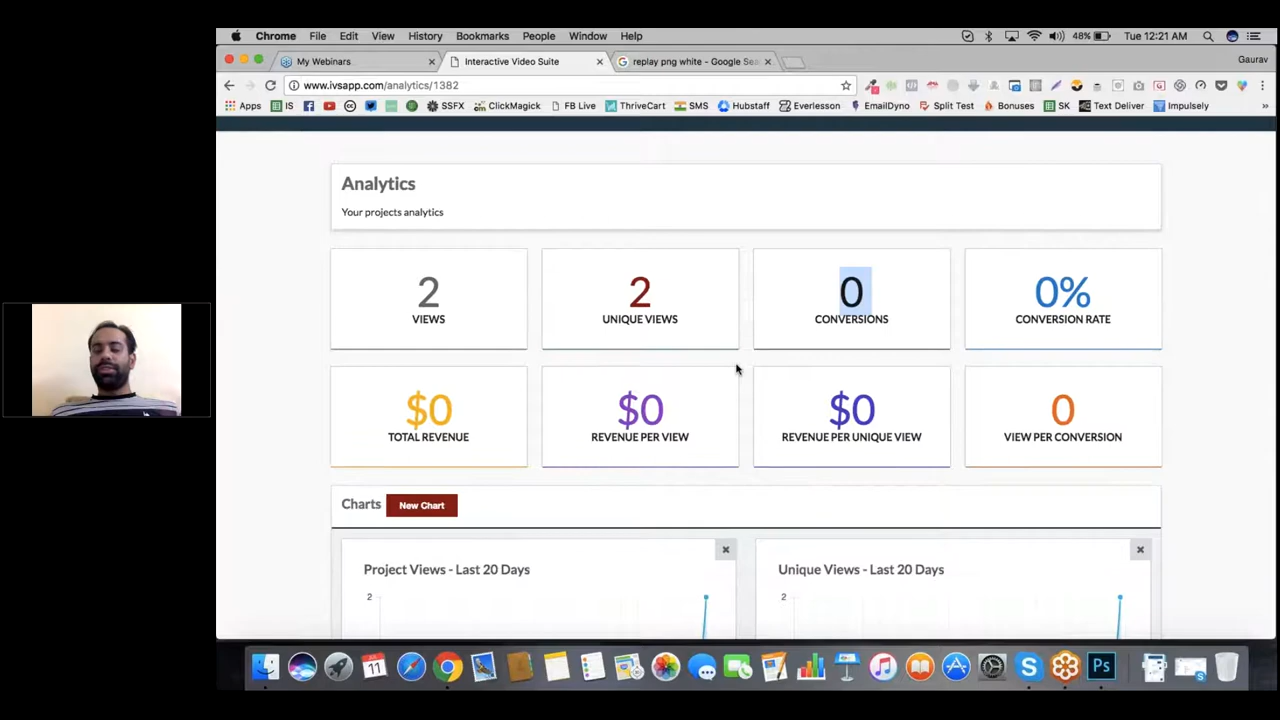 Chrome File Edit View History Bookmarks People Window Help 48% Tue 12:21 AM
My Webinars Interactive Video Suite replay png white - Google Sea Gaurav
www.ivsapp.com/analytics/1382
Apps IS SSFX ClickMagick FB Live ThriveCart SMS Hubstaff Everlesson EmailDyno Split Test Bonuses SK Text Deliver Impulsely »
Analytics
Your projects analytics
2 2 0 0%
VIEWS UNIQUE VIEWS CONVERSIONS CONVERSION RATE
$0 $0 $0 0
TOTAL REVENUE REVENUE PER VIEW REVENUE PER UNIQUE VIEW VIEW PER CONVERSION
Charts New Chart
Project Views - Last 20 Days Unique Views - Last 20 Days
2 2
11
Ps